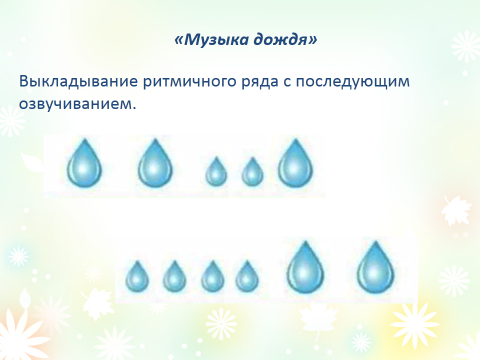 «Музыка дождя»
Выкладывание ритмичного ряда с последующим
озвучиванием.